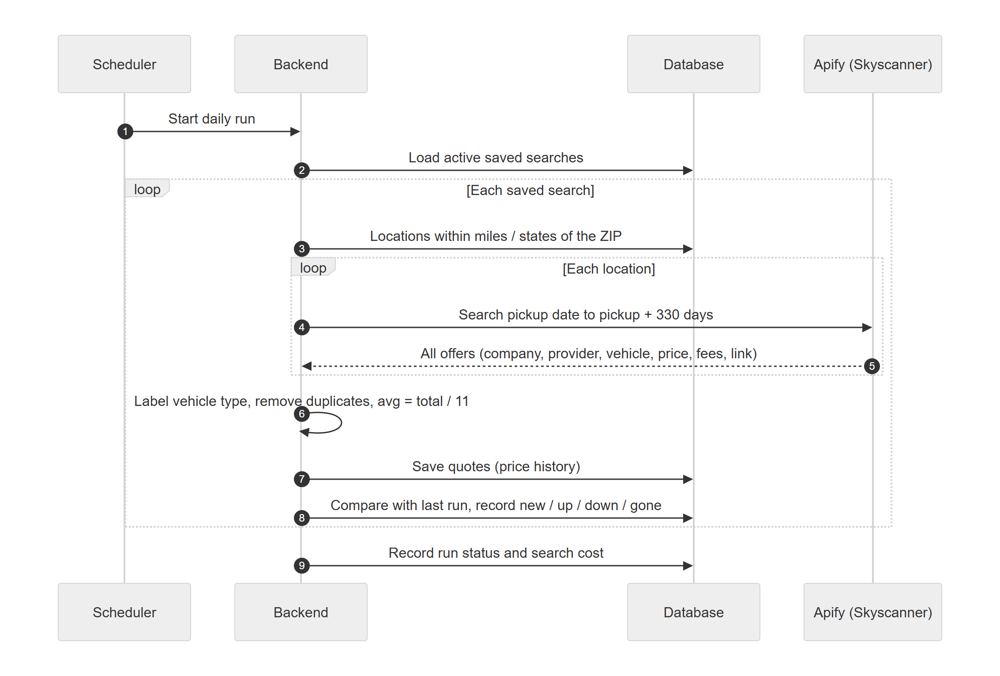 Scheduler
Backend
Database
Apify (Skyscanner)
Start daily run
1
Load active saved searches
2
loop
[Each saved search]
Locations within miles / states of the ZIP
3
loop
[Each location]
Search pickup date to pickup + 330 days
4
All offers (company, provider, vehicle, price, fees, link)
5
Label vehicle type, remove duplicates, avg = total / 11
6
Save quotes (price history)
7
Compare with last run, record new / up / down / gone
8
Record run status and search cost
9
Scheduler
Backend
Database
Apify (Skyscanner)